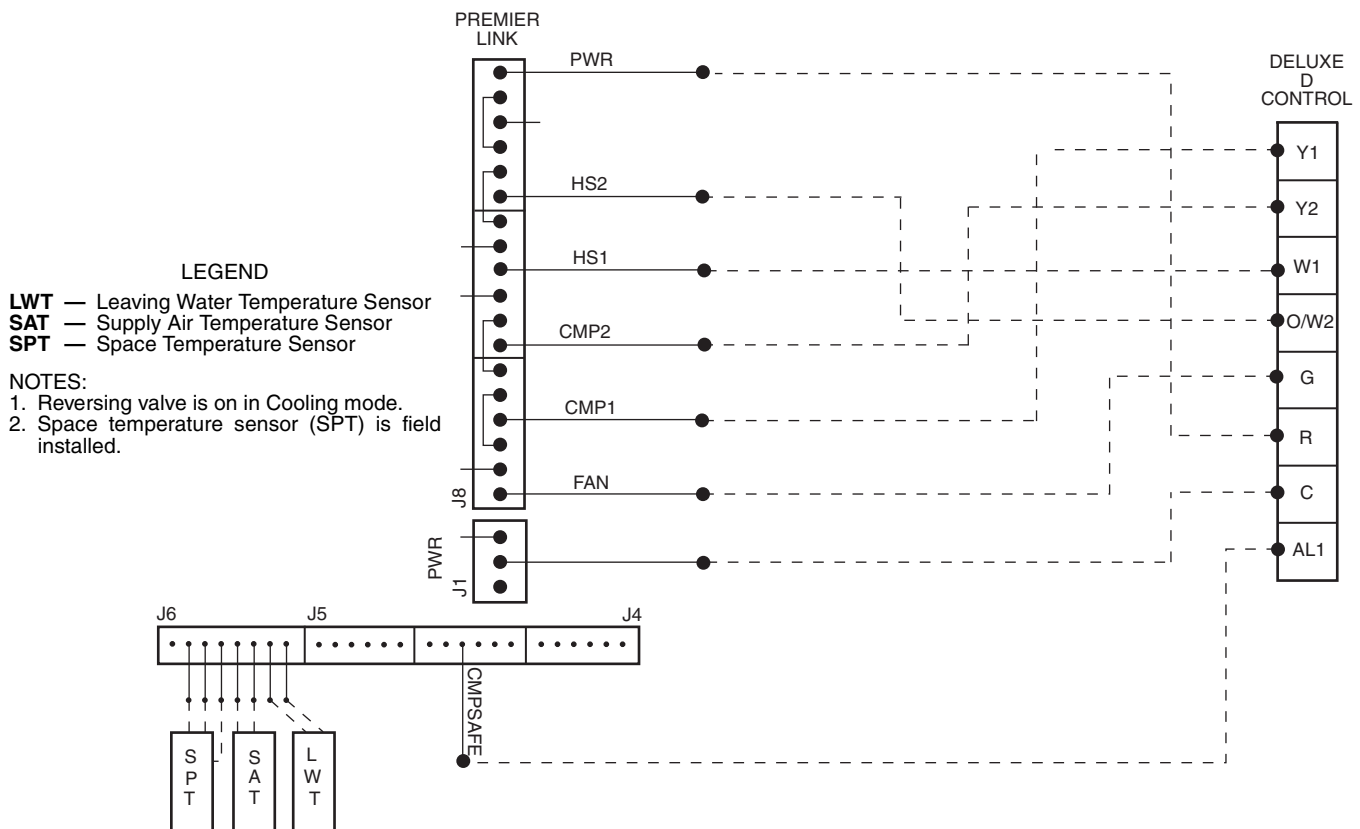 PREMIER
LINK
PWR
HS2
HS1
CMP2
CMP1
FAN
J8
PWR
J1
DELUXE
D
CONTROL
Y1
Y2
W1
O/W2
G
R
C
AL1
LEGEND
LWT — Leaving Water Temperature Sensor
SAT — Supply Air Temperature Sensor
SPT — Space Temperature Sensor
NOTES:
1. Reversing valve is on in Cooling mode.
2. Space temperature sensor (SPT) is field
installed.
J6
J5
J4
CMPSAFE
SPT
SAT
LWT